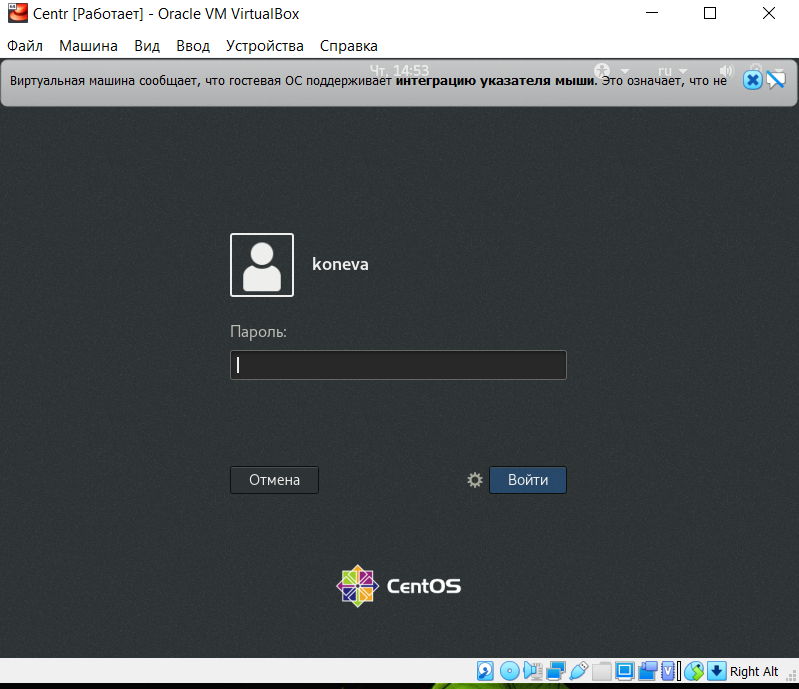 Centr [Работает] - Oracle VM VirtualBox
Файл Машина Вид Ввод Устройства Справка
Чт, 14:53 ru
Виртуальная машина сообщает, что гостевая ОС поддерживает интеграцию указателя мыши. Это означает, что не
koneva
Пароль:
Отмена Войти
CentOS
Right Alt